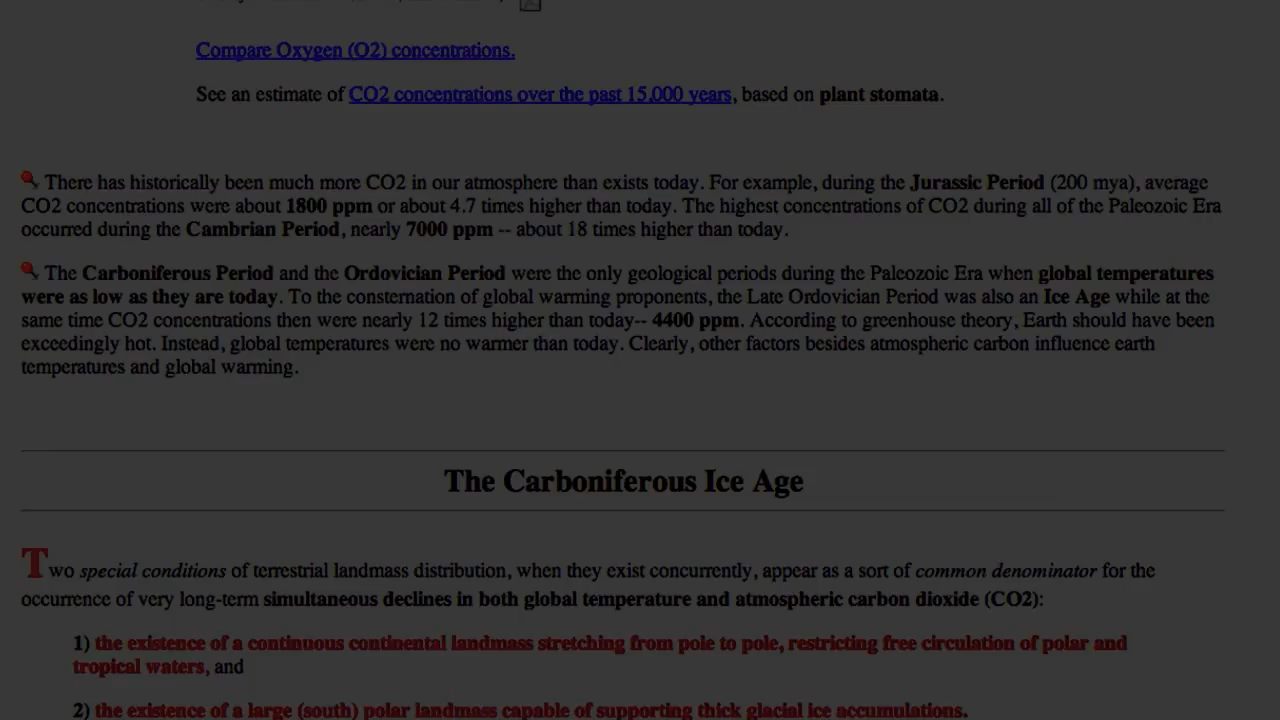 Compare Oxygen (O2) concentrations.
See an estimate of CO2 concentrations over the past 15,000 years, based on plant stomata.
There has historically been much more CO2 in our atmosphere than exists today. For example, during the Jurassic Period (200 mya), average
CO2 concentrations were about 1800 ppm or about 4.7 times higher than today. The highest concentrations of CO2 during all of the Paleozoic Era
occurred during the Cambrian Period, nearly 7000 ppm -- about 18 times higher than today.
The Carboniferous Period and the Ordovician Period were the only geological periods during the Paleozoic Era when global temperatures
were as low as they are today. To the consternation of global warming proponents, the Late Ordovician Period was also an Ice Age while at the
same time CO2 concentrations then were nearly 12 times higher than today-- 4400 ppm. According to greenhouse theory, Earth should have been
exceedingly hot. Instead, global temperatures were no warmer than today. Clearly, other factors besides atmospheric carbon influence earth
temperatures and global warming.
The Carboniferous Ice Age
Two special conditions of terrestrial landmass distribution, when they exist concurrently, appear as a sort of common denominator for the
occurrence of very long-term simultaneous declines in both global temperature and atmospheric carbon dioxide (CO2):
1) the existence of a continuous continental landmass stretching from pole to pole, restricting free circulation of polar and
tropical waters, and
2) the existence of a large (south) polar landmass capable of supporting thick glacial ice accumulations.